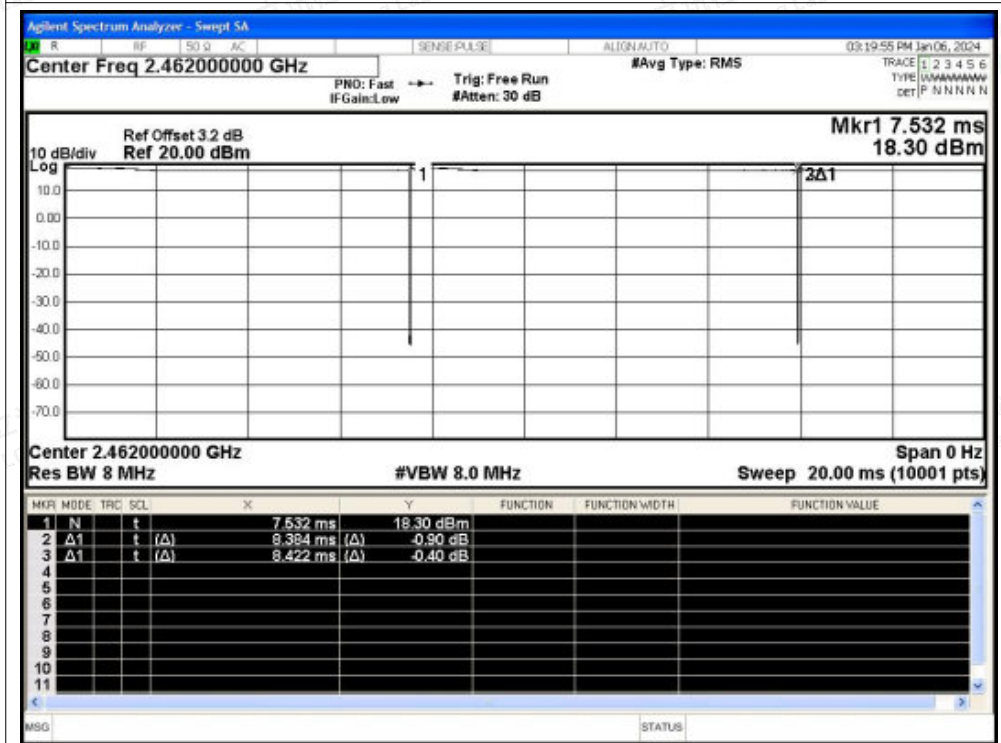 Agilent Spectrum Analyzer - Swept SA
LXI R RF 50 Ω AC SENSE:PULSE ALIGN AUTO 03:19:55 PM Jan 06, 2024
Center Freq 2.462000000 GHz #Avg Type: RMS TRACE 1 2 3 4 5 6
PNO: Fast Trig: Free Run TYPE
IFGain:Low #Atten: 30 dB DET P N N N N N
Mkr1 7.532 ms
Ref Offset 3.2 dB
10 dB/div Ref 20.00 dBm 18.30 dBm
Log
1 3Δ1
10.0
0.00
-10.0
-20.0
-30.0
-40.0
-50.0
-60.0
-70.0
Center 2.462000000 GHz Span 0 Hz
Res BW 8 MHz #VBW 8.0 MHz Sweep 20.00 ms (10001 pts)
MKR MODE TRC SCL X Y FUNCTION FUNCTION WIDTH FUNCTION VALUE
1 N t 7.532 ms 18.30 dBm
2 Δ1 t (Δ) 8.384 ms (Δ) -0.90 dB
3 Δ1 t (Δ) 8.422 ms (Δ) -0.40 dB
4
5
6
7
8
9
10
11
MSG STATUS